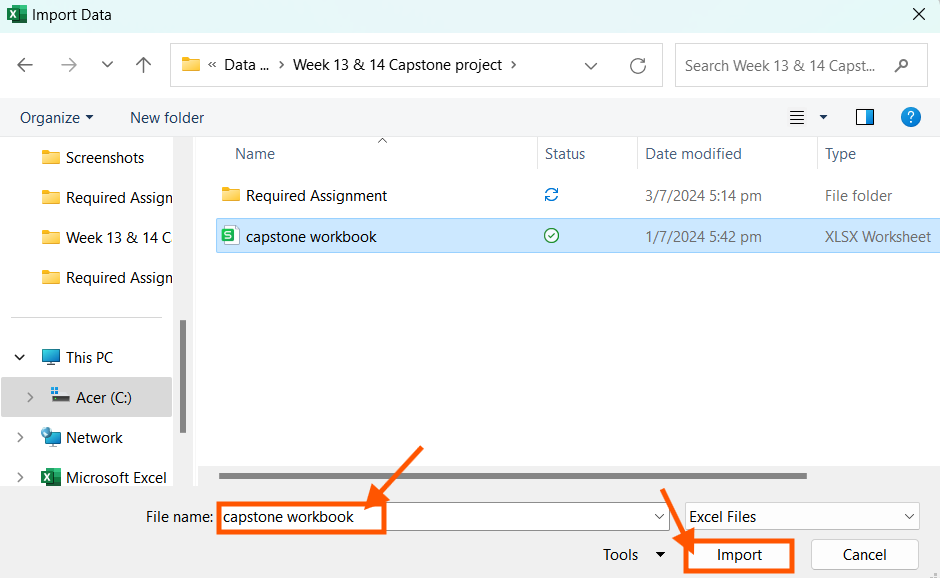 Import Data
« Data ... > Week 13 & 14 Capstone project >
Search Week 13 & 14 Capst...
Organize
New folder
Name
Status
Date modified
Type
Screenshots
Required Assignm
Week 13 & 14 C
Required Assignm
This PC
Acer (C:)
Network
Microsoft Excel
Required Assignment
3/7/2024 5:14 pm
File folder
capstone workbook
1/7/2024 5:42 pm
XLSX Worksheet
File name:
capstone workbook
Excel Files
Tools
Import
Cancel